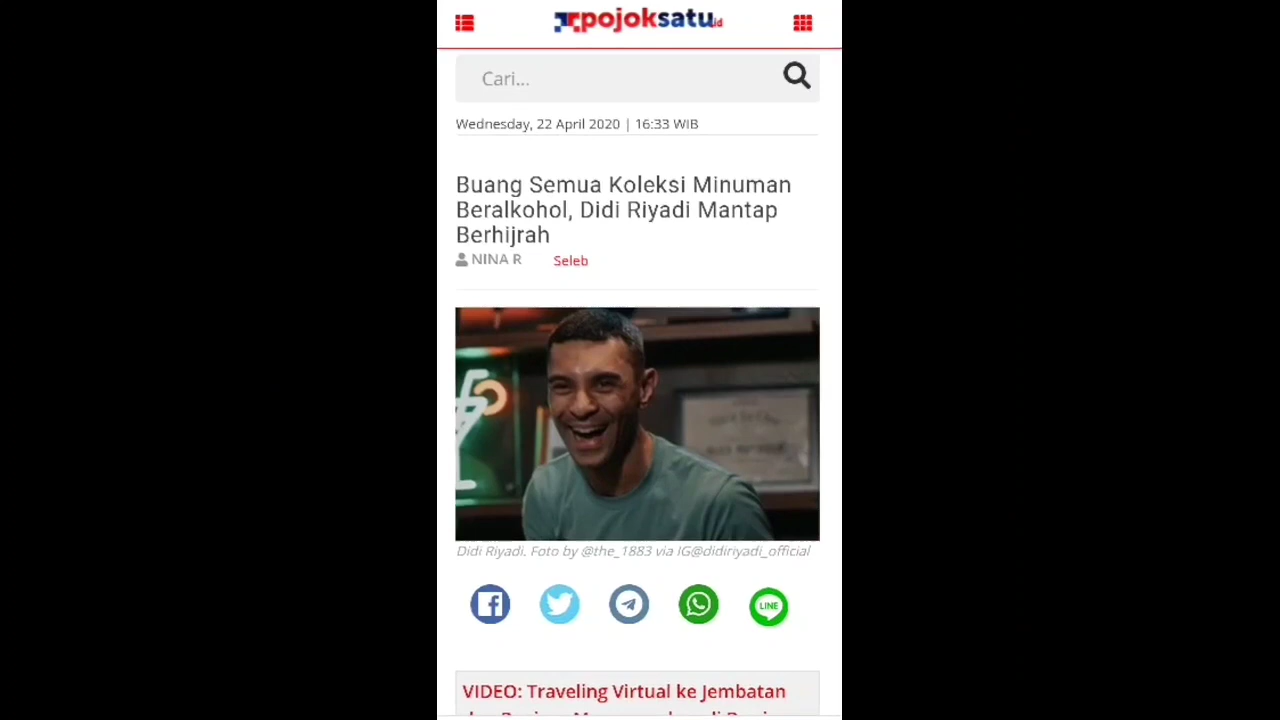 pojoksatu.id
Cari...
Wednesday, 22 April 2020 | 16:33 WIB
Buang Semua Koleksi Minuman
Beralkohol, Didi Riyadi Mantap
Berhijrah
NINA R Seleb
Didi Riyadi. Foto by @the_1883 via IG@didiriyadi_official
LINE
VIDEO: Traveling Virtual ke Jembatan